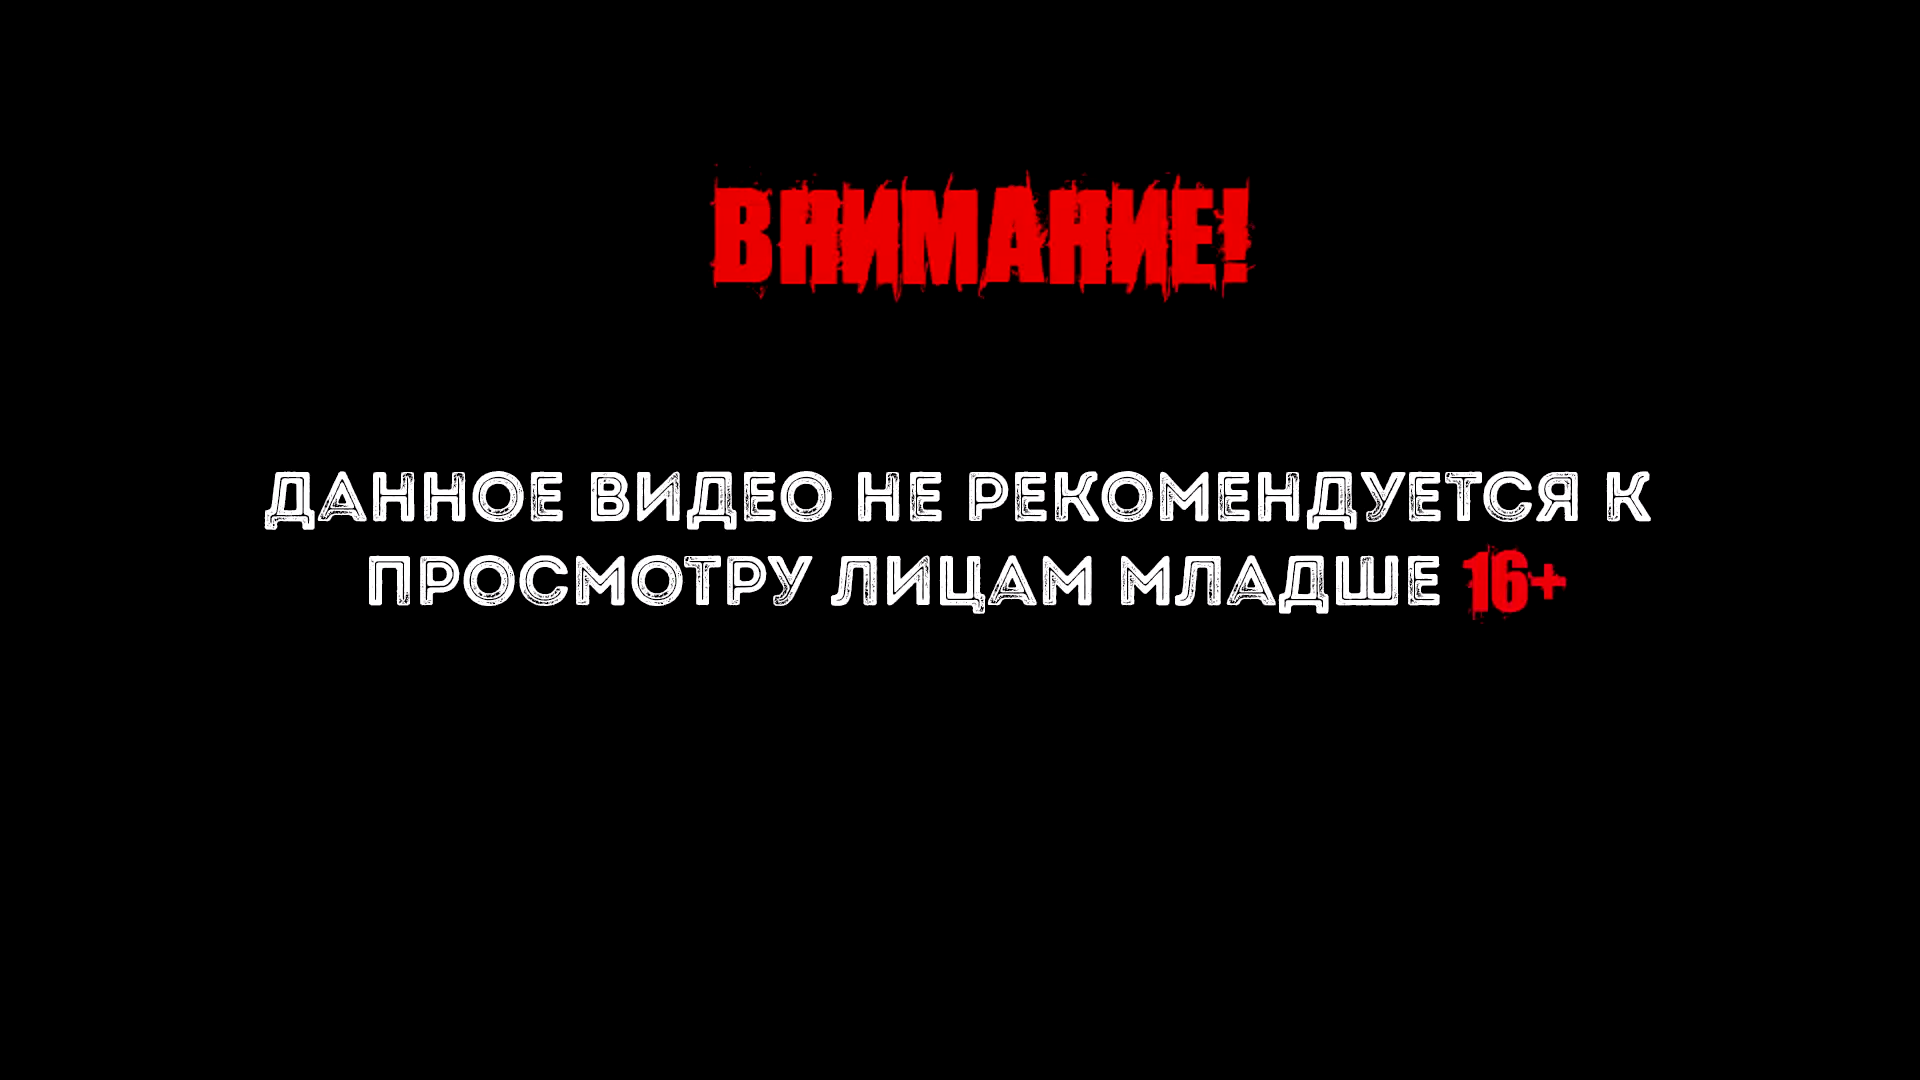 ВНИМАНИЕ!
ДАННОЕ ВИДЕО НЕ РЕКОМЕНДУЕТСЯ К
ПРОСМОТРУ ЛИЦАМ МЛАДШЕ 16+